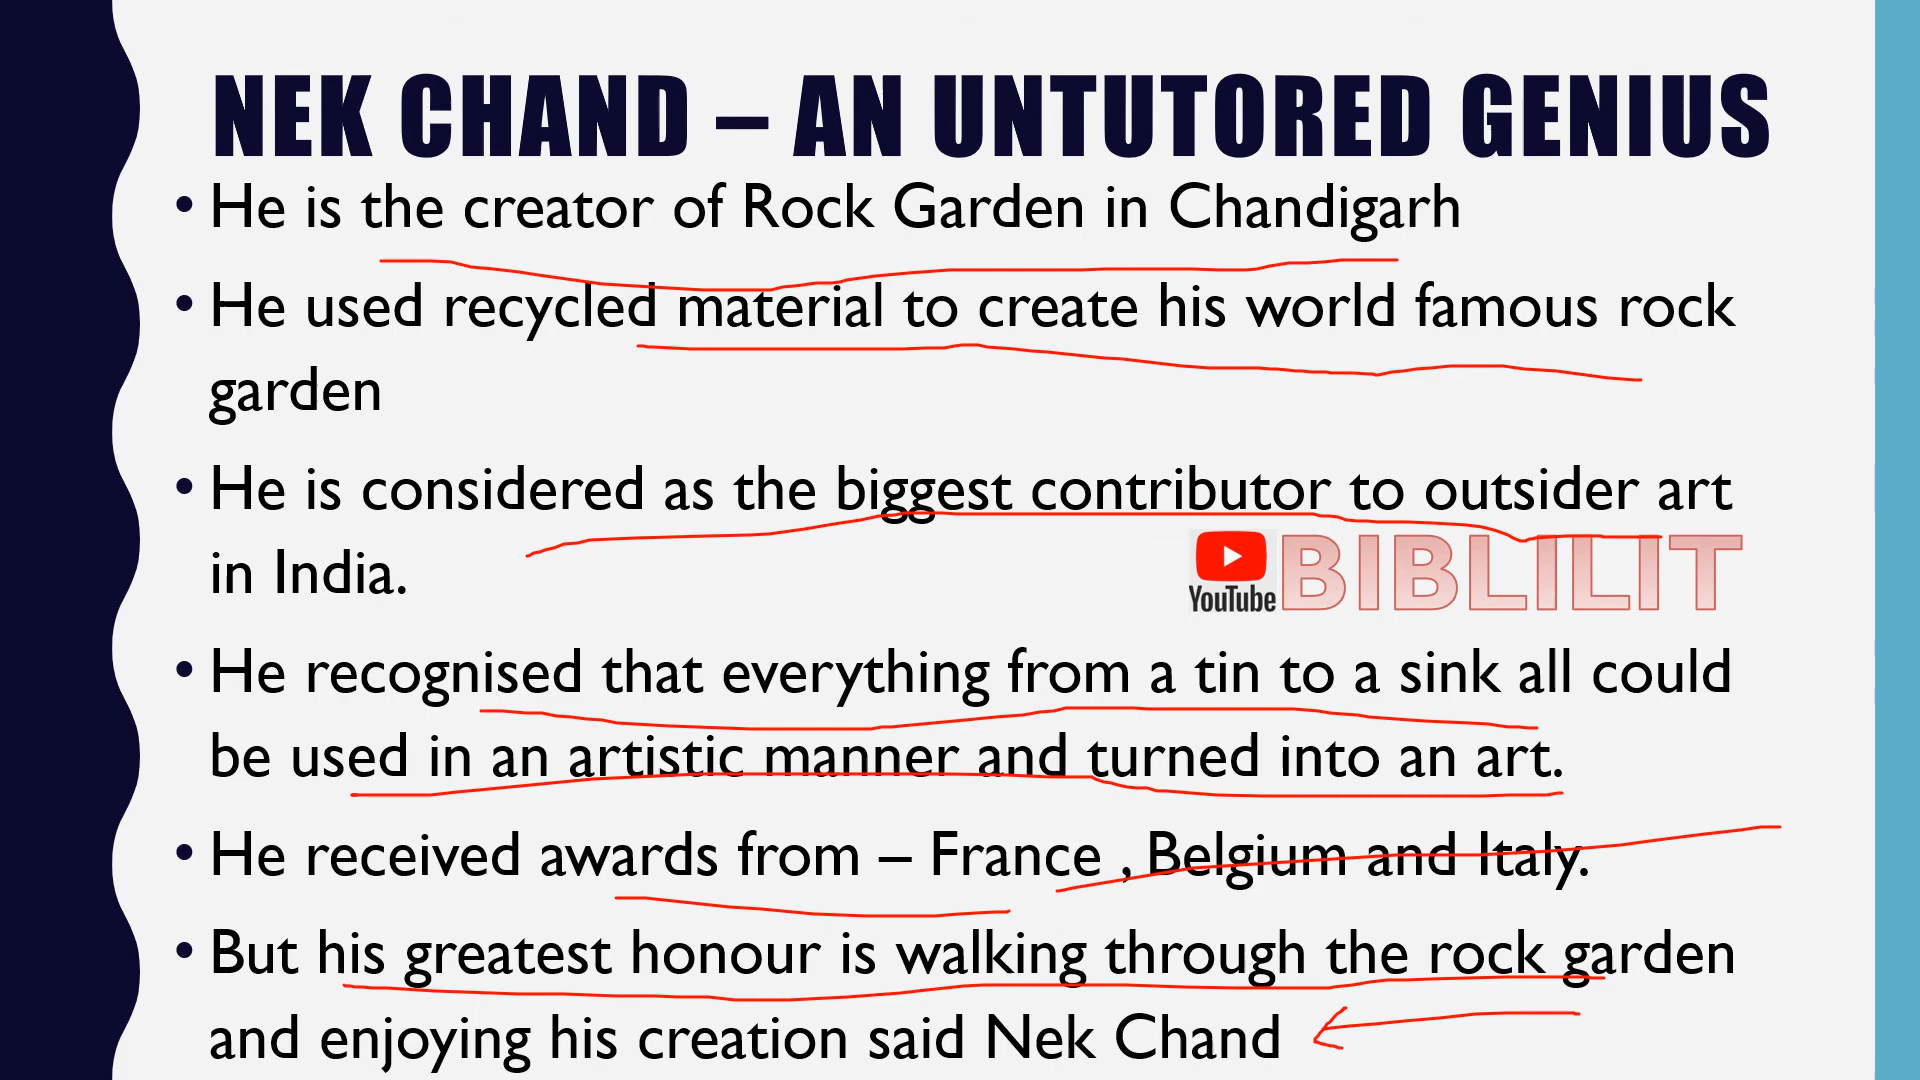 NEK CHAND – AN UNTUTORED GENIUS
• He is the creator of Rock Garden in Chandigarh
• He used recycled material to create his world famous rock
garden
• He is considered as the biggest contributor to outsider art
in India.
YouTube BIBLILIT
• He recognised that everything from a tin to a sink all could
be used in an artistic manner and turned into an art.
• He received awards from – France , Belgium and Italy.
• But his greatest honour is walking through the rock garden
and enjoying his creation said Nek Chand